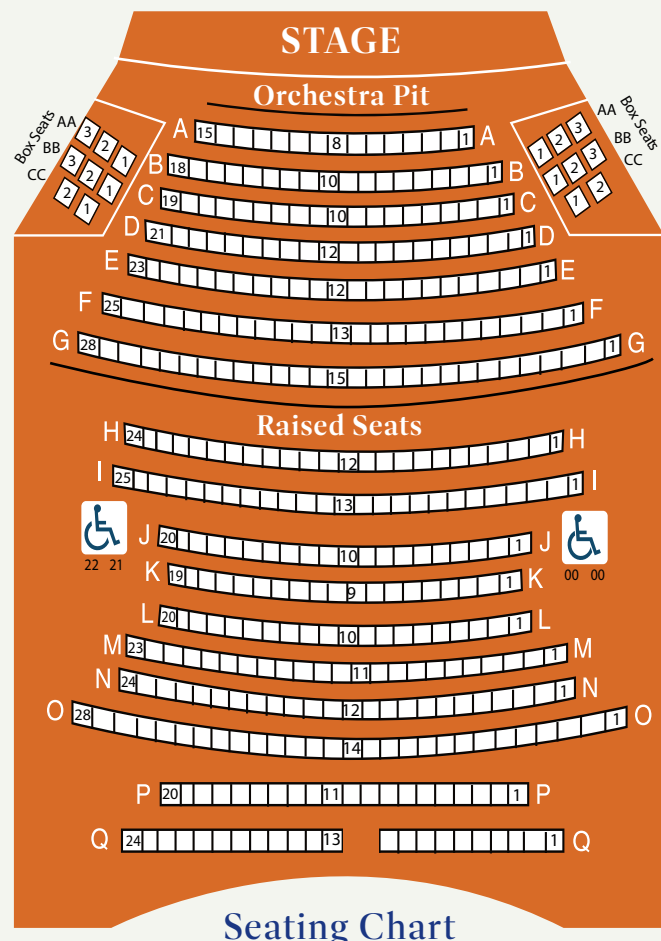 STAGE
Orchestra Pit
Box Seats
AA 3 2 1
BB 3 2 1
CC 2 1
Box Seats
AA 1 2 3
BB 1 2 3
CC 1 2
A 15 8 1 A
B 18 10 1 B
C 19 10 1 C
D 21 12 1 D
E 23 12 1 E
F 25 13 1 F
G 28 15 1 G
Raised Seats
H 24 12 1 H
I 25 13 1 I
J 20 10 1 J
22 21
00 00
K 19 9 1 K
L 20 10 1 L
M 23 11 1 M
N 24 12 1 N
O 28 14 1 O
P 20 11 1 P
Q 24 13 1 Q
Seating Chart